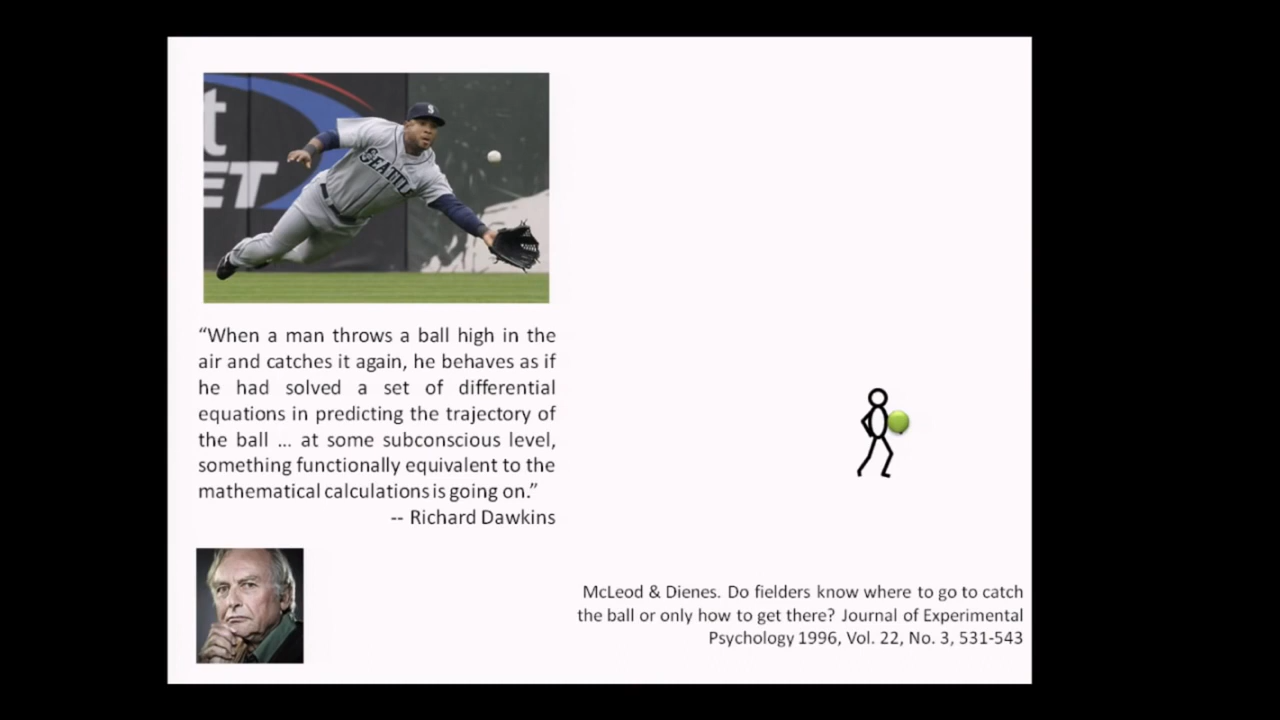 t
ET
S
SEATTLE
“When a man throws a ball high in the
air and catches it again, he behaves as if
he had solved a set of differential
equations in predicting the trajectory of
the ball ... at some subconscious level,
something functionally equivalent to the
mathematical calculations is going on.”
-- Richard Dawkins
McLeod & Dienes. Do fielders know where to go to catch
the ball or only how to get there? Journal of Experimental
Psychology 1996, Vol. 22, No. 3, 531-543